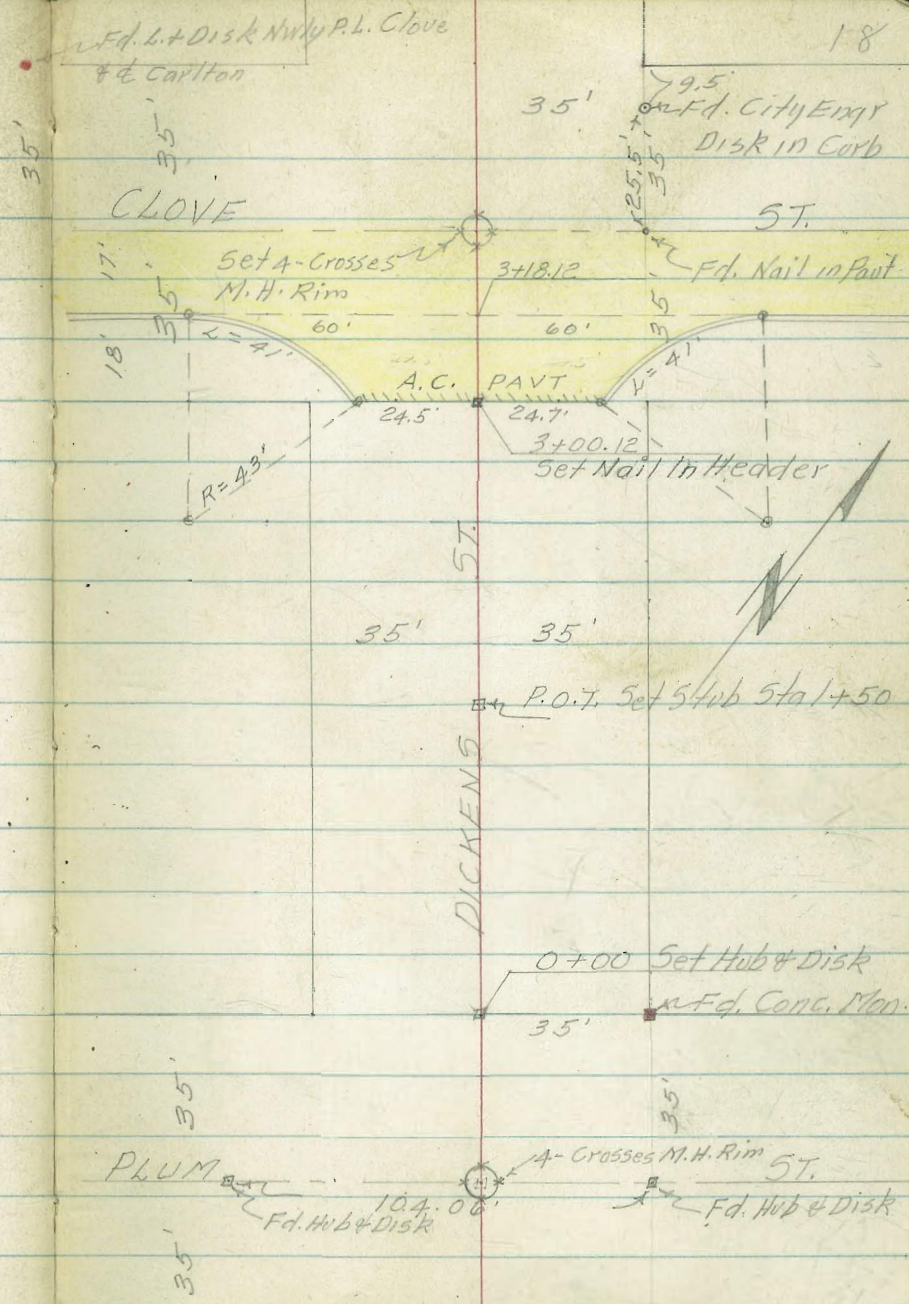 Fd. L. & Disk Nwly P.L. Clove
& ℄ Carlton
18
35'
35'
35'
9.5'
Fd. City Engr
Disk in Curb
25.5'
35'
CLOVE
ST.
17'
Set 4-Crosses
M.H. Rim
3+18.12
Fd. Nail in Pavt
35'
35'
60'
60'
18'
L = 41'
L = 41'
A.C. PAVT
24.5'
24.7'
3+00.12
Set Nail In Header
R = 43'
DICKENS ST.
35'
35'
N
P.O.T. Set Stub Sta 1+50
0+00 Set Hub & Disk
Fd. Conc. Mon.
35'
35'
35'
PLUM
4-Crosses M.H. Rim
ST.
104.06'
Fd. Hub & Disk
Fd. Hub & Disk
35'